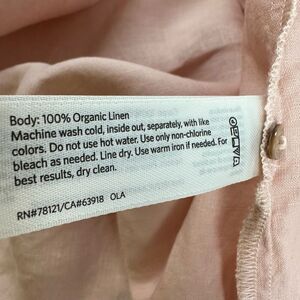 Body: 100% Organic Linen
Machine wash cold, inside out, separately, with like
colors. Do not use hot water. Use only non-chlorine
bleach as needed. Line dry. Use warm iron if needed. For
best results, dry clean.
RN#78121/CA#63918 OLA